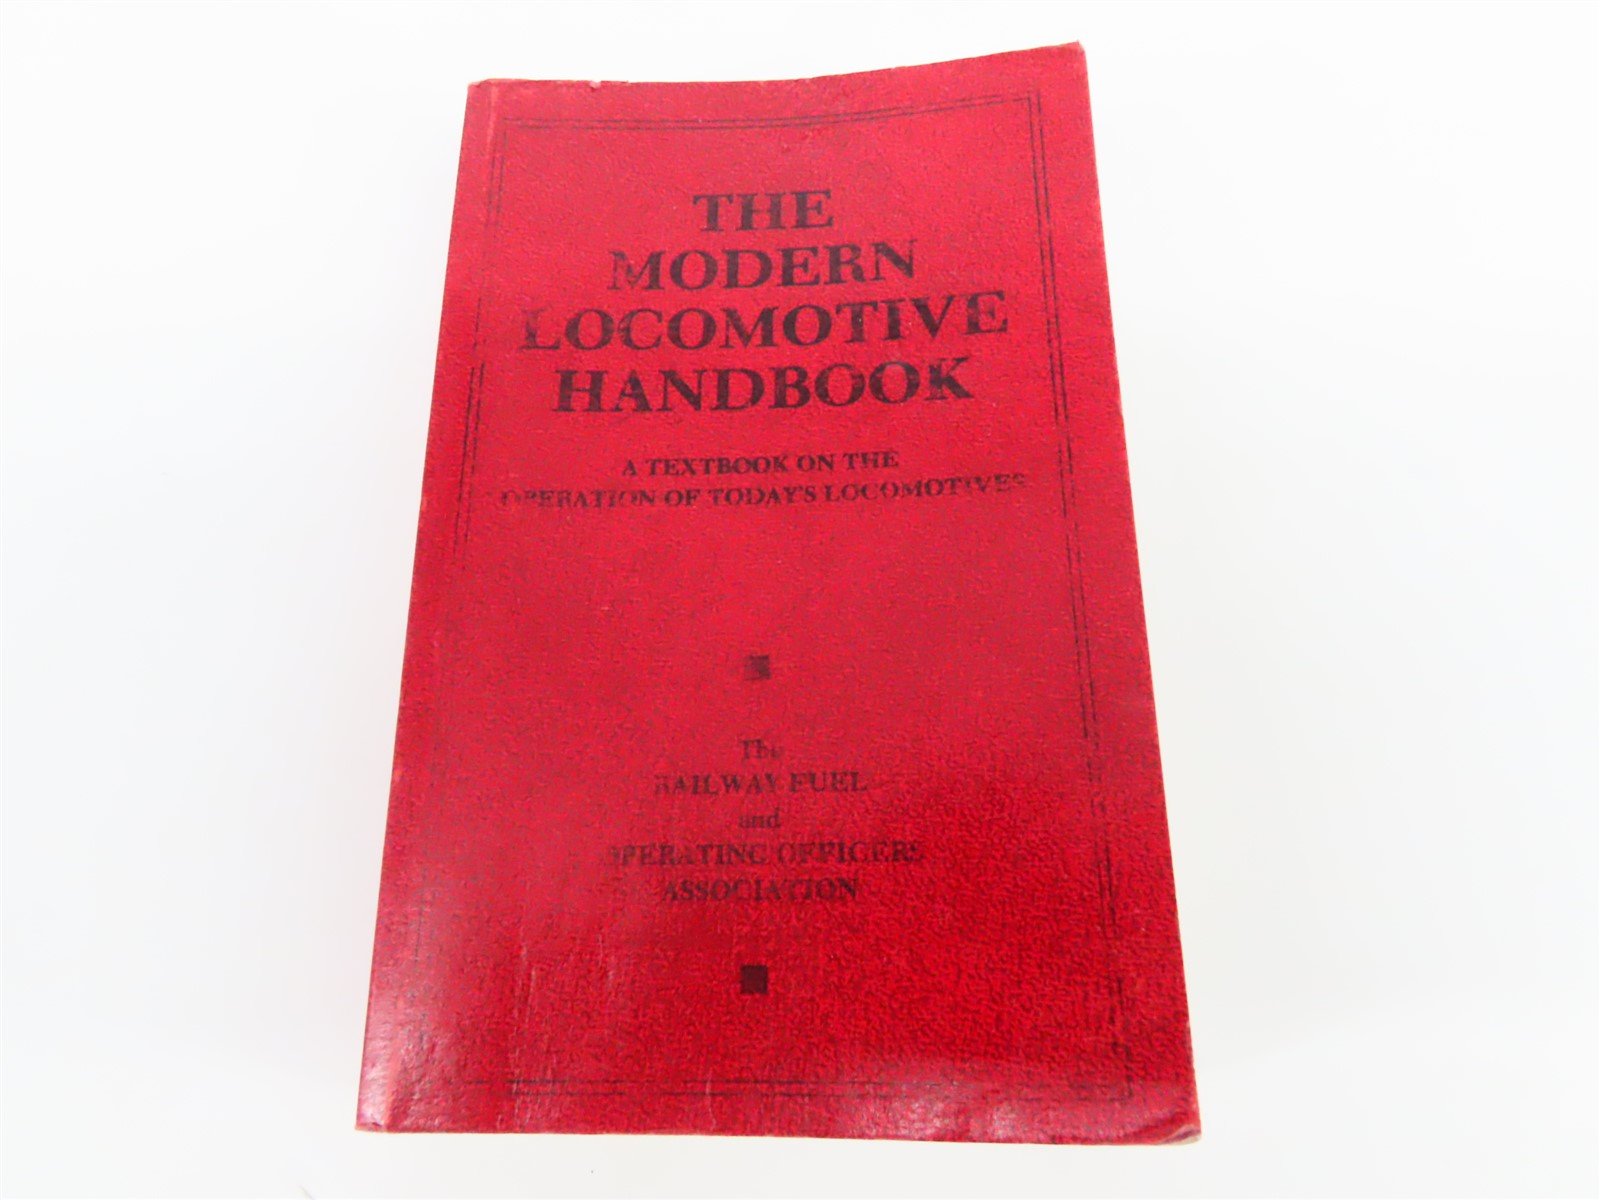 THE
MODERN
LOCOMOTIVE
HANDBOOK
A TEXTBOOK ON THE
OPERATION OF TODAY'S LOCOMOTIVES
The
RAILWAY FUEL
and
OPERATING OFFICERS
ASSOCIATION